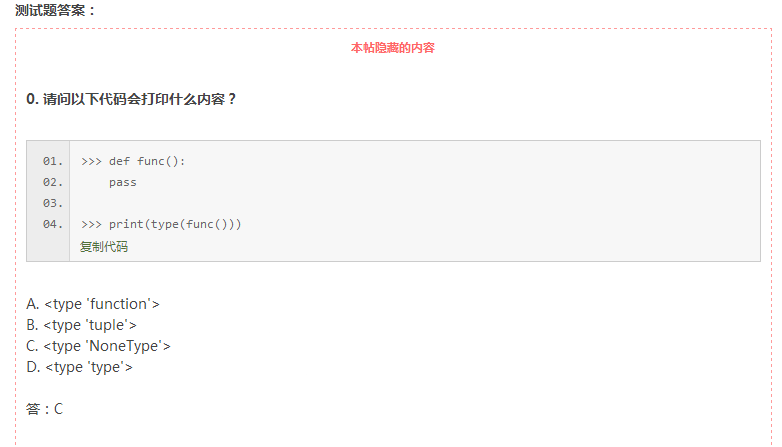 测试题答案：
本帖隐藏的内容
0. 请问以下代码会打印什么内容？
01. >>> def func():
02.     pass
03.
04. >>> print(type(func()))
复制代码
A. <type 'function'>
B. <type 'tuple'>
C. <type 'NoneType'>
D. <type 'type'>
答：C